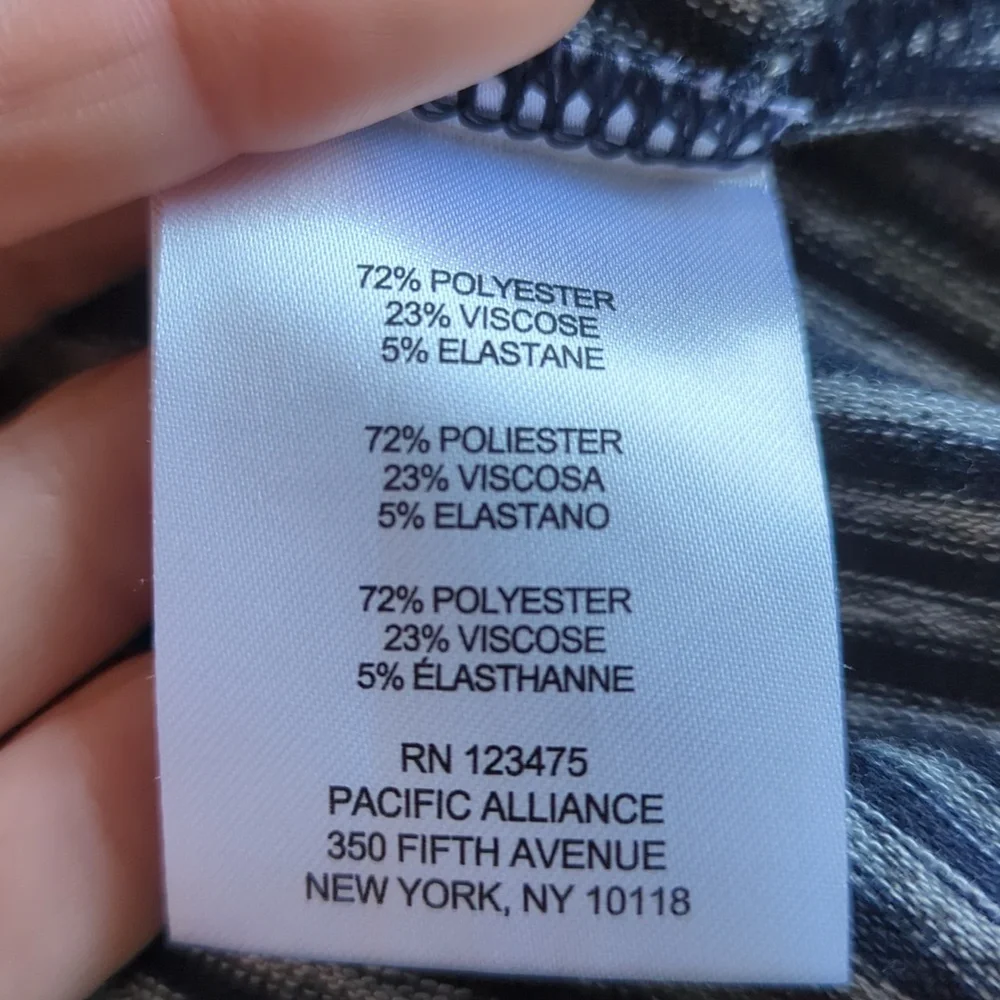 72% POLYESTER
23% VISCOSE
5% ELASTANE
72% POLIESTER
23% VISCOSA
5% ELASTANO
72% POLYESTER
23% VISCOSE
5% ÉLASTHANNE
RN 123475
PACIFIC ALLIANCE
350 FIFTH AVENUE
NEW YORK, NY 10118